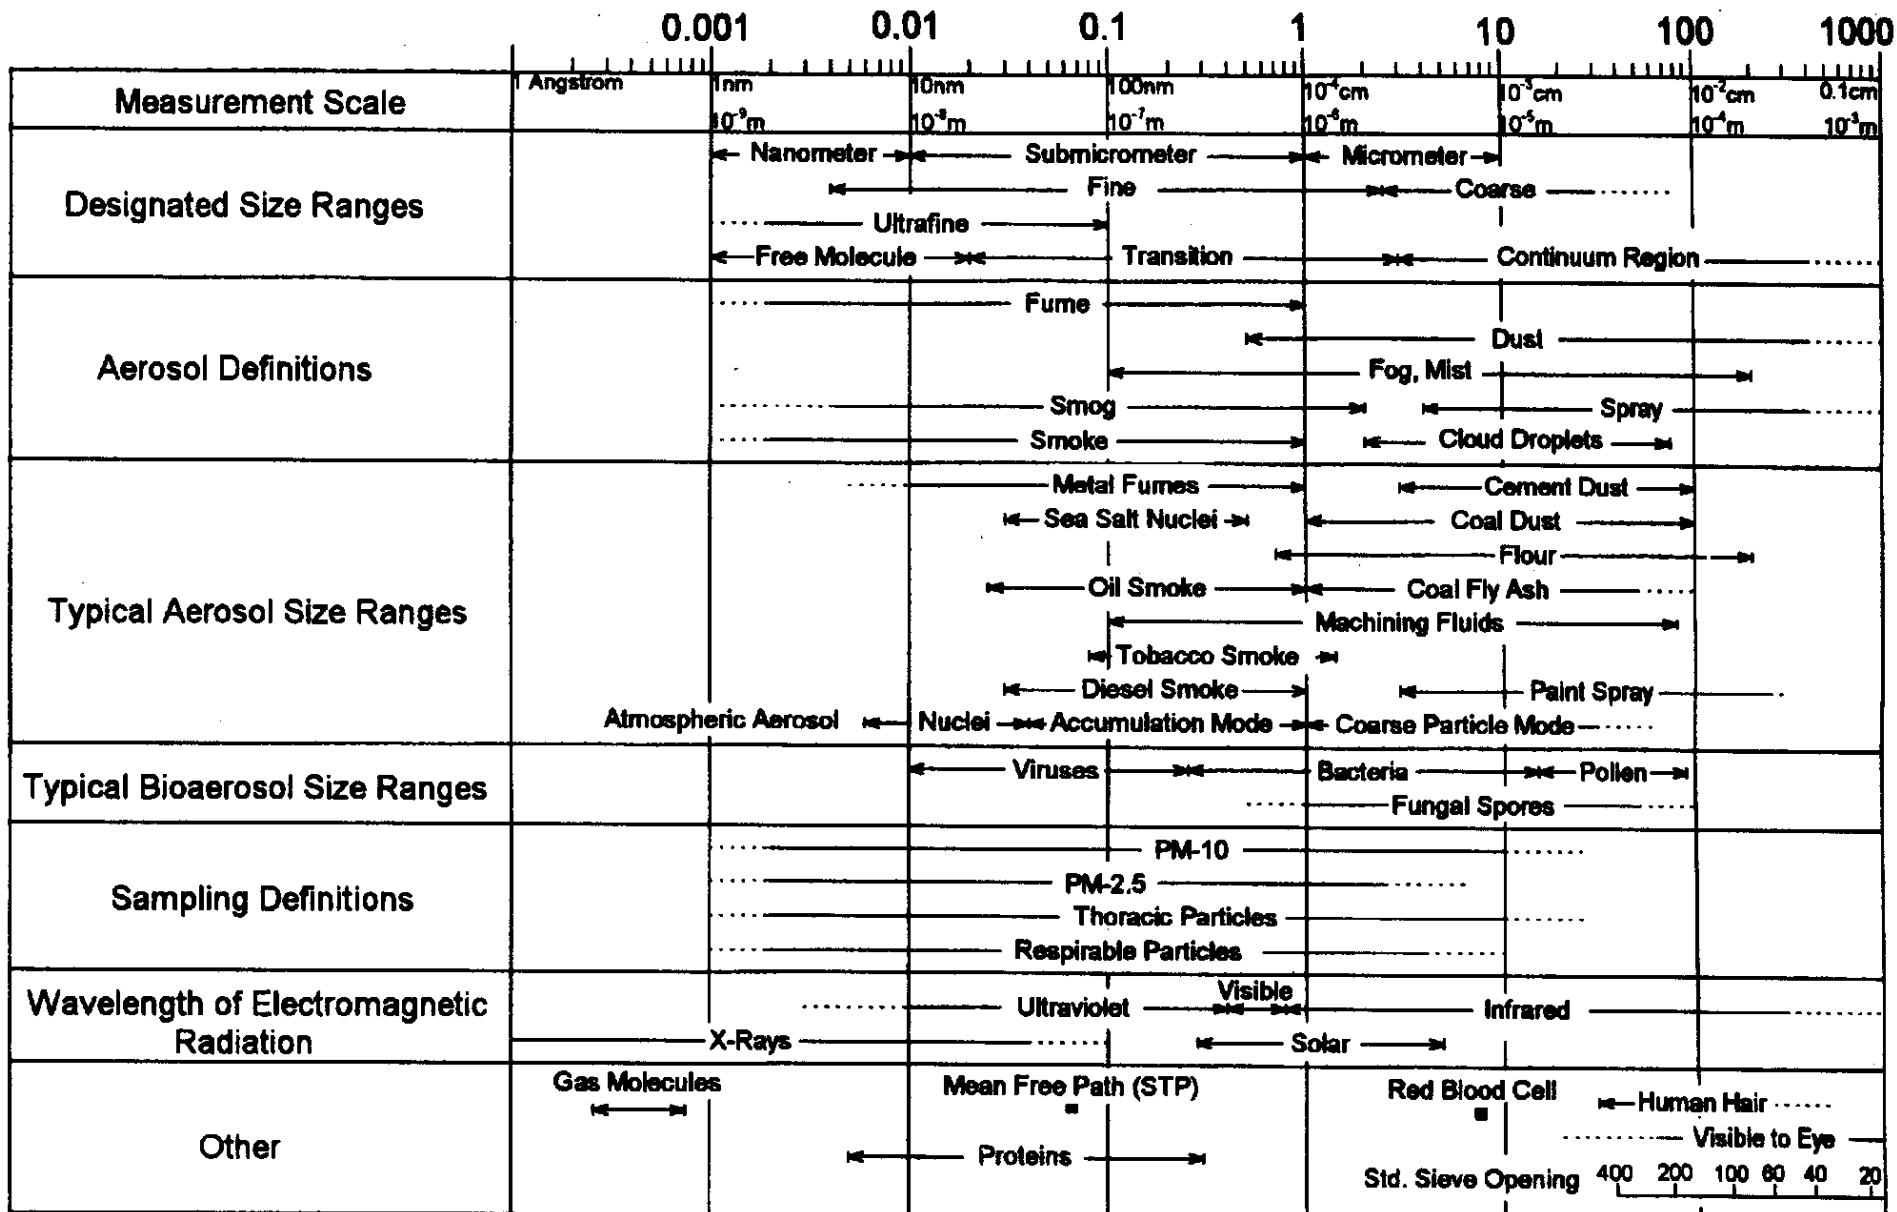 0.001 0.01 0.1 1 10 100 1000
Measurement Scale
1 Angstrom 1nm 10nm 100nm 10⁻⁴cm 10⁻³cm 10⁻²cm 0.1cm
10⁻⁹m 10⁻⁸m 10⁻⁷m 10⁻⁶m 10⁻⁵m 10⁻⁴m 10⁻³m
Designated Size Ranges
Nanometer Submicrometer Micrometer
Fine Coarse
Ultrafine
Free Molecule Transition Continuum Region
Aerosol Definitions
Fume
Dust
Fog, Mist
Smog Spray
Smoke Cloud Droplets
Typical Aerosol Size Ranges
Metal Fumes Cement Dust
Sea Salt Nuclei Coal Dust
Flour
Oil Smoke Coal Fly Ash
Machining Fluids
Tobacco Smoke
Diesel Smoke Paint Spray
Atmospheric Aerosol Nuclei Accumulation Mode Coarse Particle Mode
Typical Bioaerosol Size Ranges
Viruses Bacteria Pollen
Fungal Spores
Sampling Definitions
PM-10
PM-2.5
Thoracic Particles
Respirable Particles
Wavelength of Electromagnetic
Radiation
Visible
Ultraviolet Infrared
X-Rays Solar
Other
Gas Molecules Mean Free Path (STP) Red Blood Cell
Human Hair
Visible to Eye
Proteins
Std. Sieve Opening 400 200 100 60 40 20